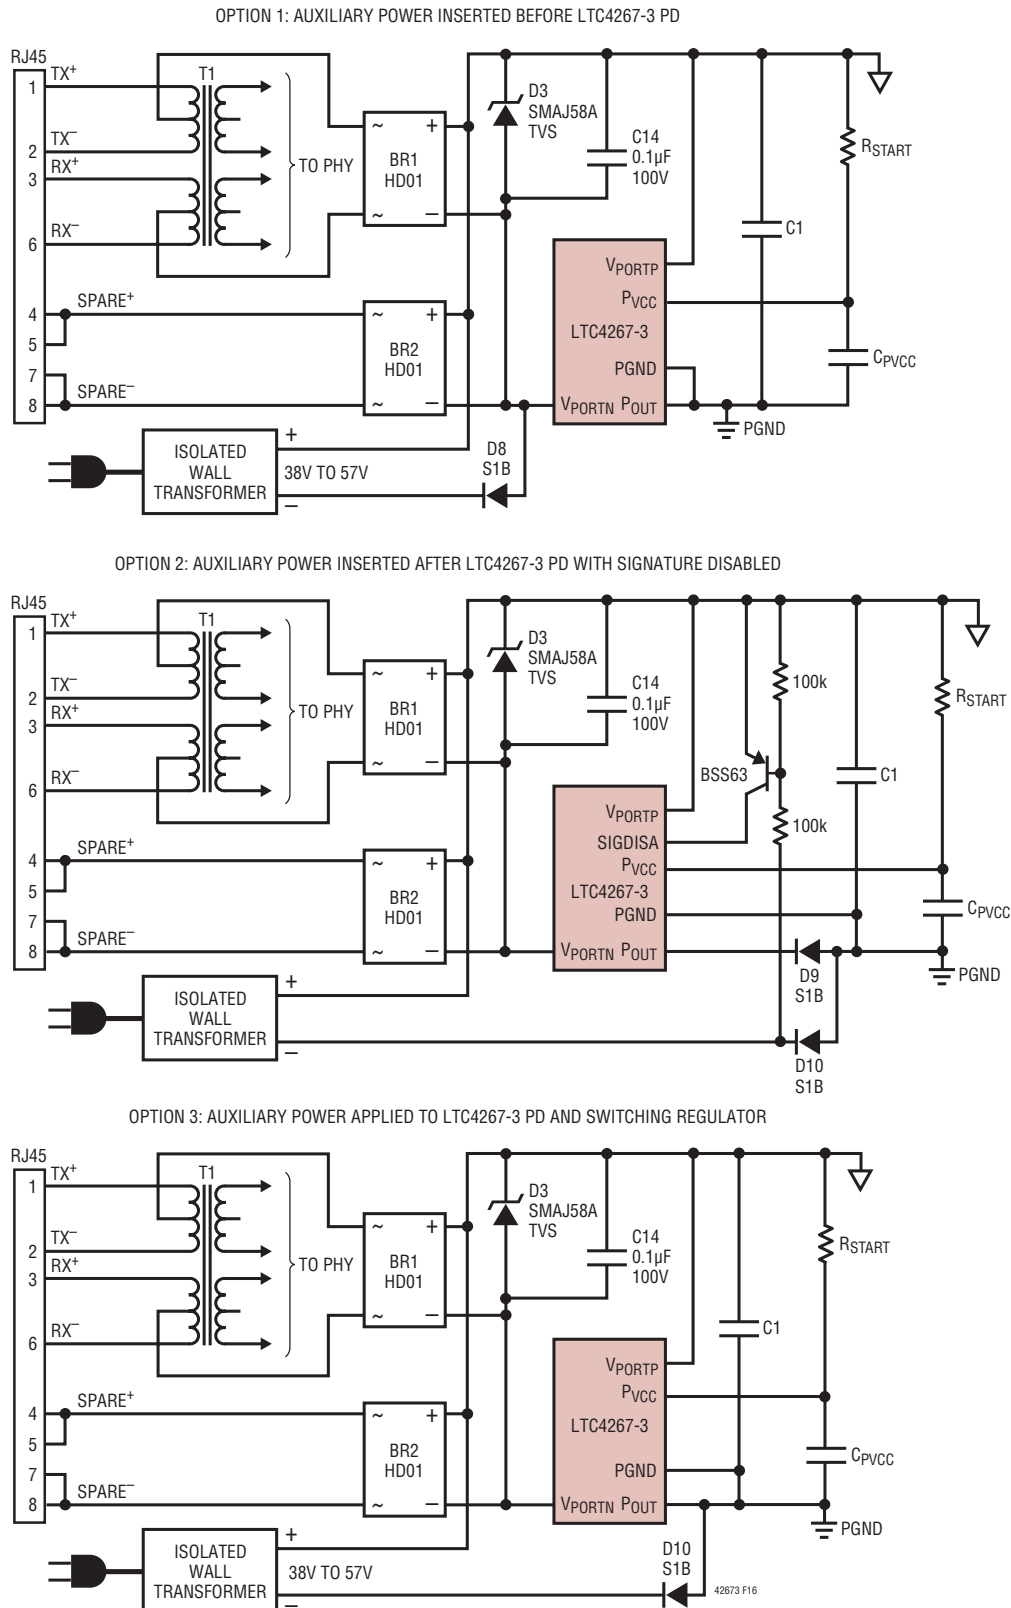 OPTION 1: AUXILIARY POWER INSERTED BEFORE LTC4267-3 PD
RJ45
1
TX+
2
TX–
3
RX+
6
RX–
4
SPARE+
5
7
8
SPARE–
T1
TO PHY
~
+
BR1
HD01
~
–
~
+
BR2
HD01
~
–
D3
SMAJ58A
TVS
C14
0.1µF
100V
VPORTP
PVCC
LTC4267-3
PGND
VPORTN POUT
C1
RSTART
CPVCC
PGND
ISOLATED
WALL
TRANSFORMER
+
38V TO 57V
–
D8
S1B
OPTION 2: AUXILIARY POWER INSERTED AFTER LTC4267-3 PD WITH SIGNATURE DISABLED
RJ45
1
TX+
2
TX–
3
RX+
6
RX–
4
SPARE+
5
7
8
SPARE–
T1
TO PHY
~
+
BR1
HD01
~
–
~
+
BR2
HD01
~
–
D3
SMAJ58A
TVS
C14
0.1µF
100V
BSS63
100k
100k
VPORTP
SIGDISA
PVCC
LTC4267-3
PGND
VPORTN POUT
C1
RSTART
CPVCC
PGND
D9
S1B
D10
S1B
ISOLATED
WALL
TRANSFORMER
+
–
OPTION 3: AUXILIARY POWER APPLIED TO LTC4267-3 PD AND SWITCHING REGULATOR
RJ45
1
TX+
2
TX–
3
RX+
6
RX–
4
SPARE+
5
7
8
SPARE–
T1
TO PHY
~
+
BR1
HD01
~
–
~
+
BR2
HD01
~
–
D3
SMAJ58A
TVS
C14
0.1µF
100V
VPORTP
PVCC
LTC4267-3
PGND
VPORTN POUT
C1
RSTART
CPVCC
PGND
ISOLATED
WALL
TRANSFORMER
+
38V TO 57V
–
D10
S1B
42673 F16